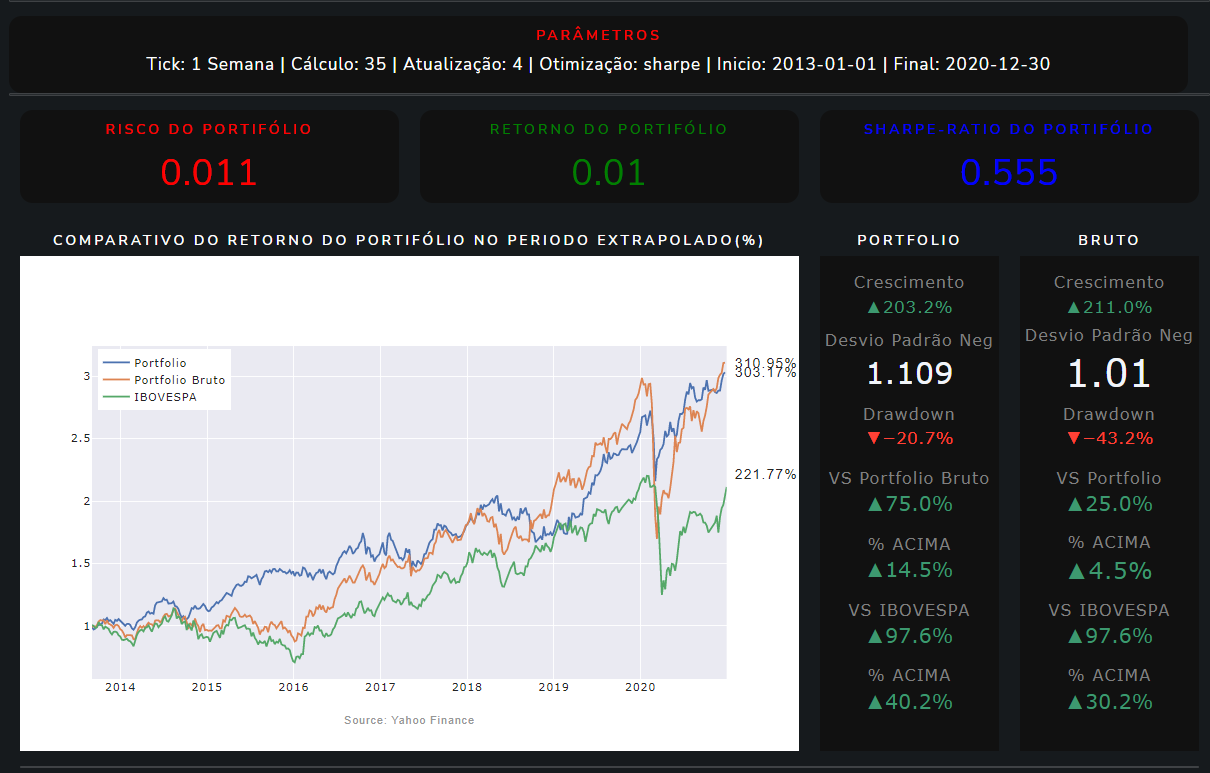 PARÂMETROS
Tick: 1 Semana | Cálculo: 35 | Atualização: 4 | Otimização: sharpe | Inicio: 2013-01-01 | Final: 2020-12-30
RISCO DO PORTIFÓLIO
0.011
RETORNO DO PORTIFÓLIO
0.01
SHARPE-RATIO DO PORTIFÓLIO
0.555
COMPARATIVO DO RETORNO DO PORTIFÓLIO NO PERIODO EXTRAPOLADO(%)
Portfolio
Portfolio Bruto
IBOVESPA
310.95%
303.17%
221.77%
3
2.5
2
1.5
1
2014 2015 2016 2017 2018 2019 2020
Source: Yahoo Finance
PORTFOLIO
Crescimento
▲203.2%
Desvio Padrão Neg
1.109
Drawdown
▼−20.7%
VS Portfolio Bruto
▲75.0%
% ACIMA
▲14.5%
VS IBOVESPA
▲97.6%
% ACIMA
▲40.2%
BRUTO
Crescimento
▲211.0%
Desvio Padrão Neg
1.01
Drawdown
▼−43.2%
VS Portfolio
▲25.0%
% ACIMA
▲4.5%
VS IBOVESPA
▲97.6%
% ACIMA
▲30.2%